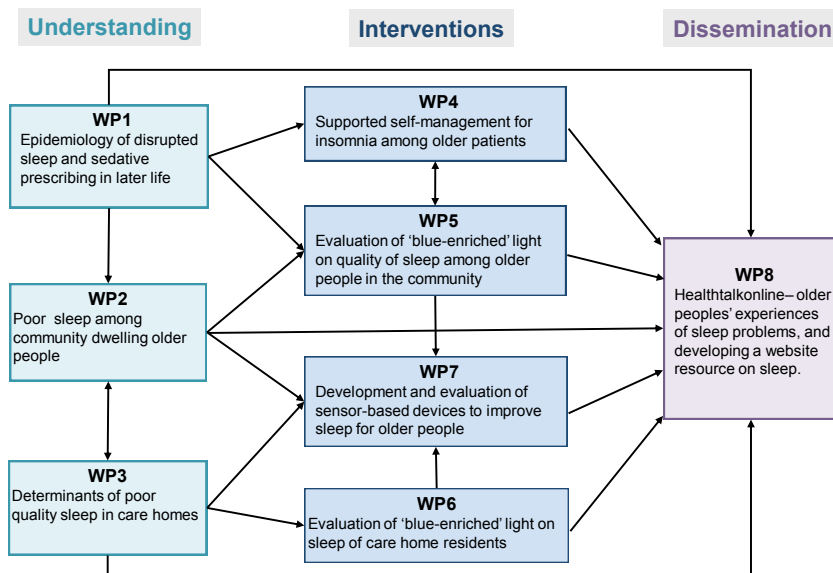 Understanding
Interventions
Dissemination
WP1
Epidemiology of disrupted
sleep and sedative
prescribing in later life
WP2
Poor sleep among
community dwelling older
people
WP3
Determinants of poor
quality sleep in care homes
WP4
Supported self-management for
insomnia among older patients
WP5
Evaluation of ‘blue-enriched’ light
on quality of sleep among older
people in the community
WP7
Development and evaluation of
sensor-based devices to improve
sleep for older people
WP6
Evaluation of ‘blue-enriched’ light on
sleep of care home residents
WP8
Healthtalkonline– older
peoples’ experiences
of sleep problems, and
developing a website
resource on sleep.